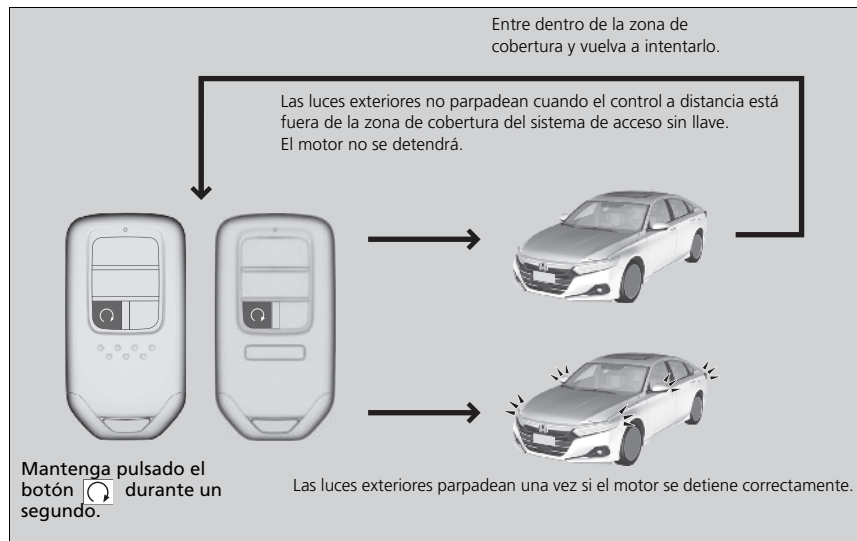 Entre dentro de la zona de
cobertura y vuelva a intentarlo.
Las luces exteriores no parpadean cuando el control a distancia está
fuera de la zona de cobertura del sistema de acceso sin llave.
El motor no se detendrá.
Mantenga pulsado el
botón durante un
segundo.
Las luces exteriores parpadean una vez si el motor se detiene correctamente.